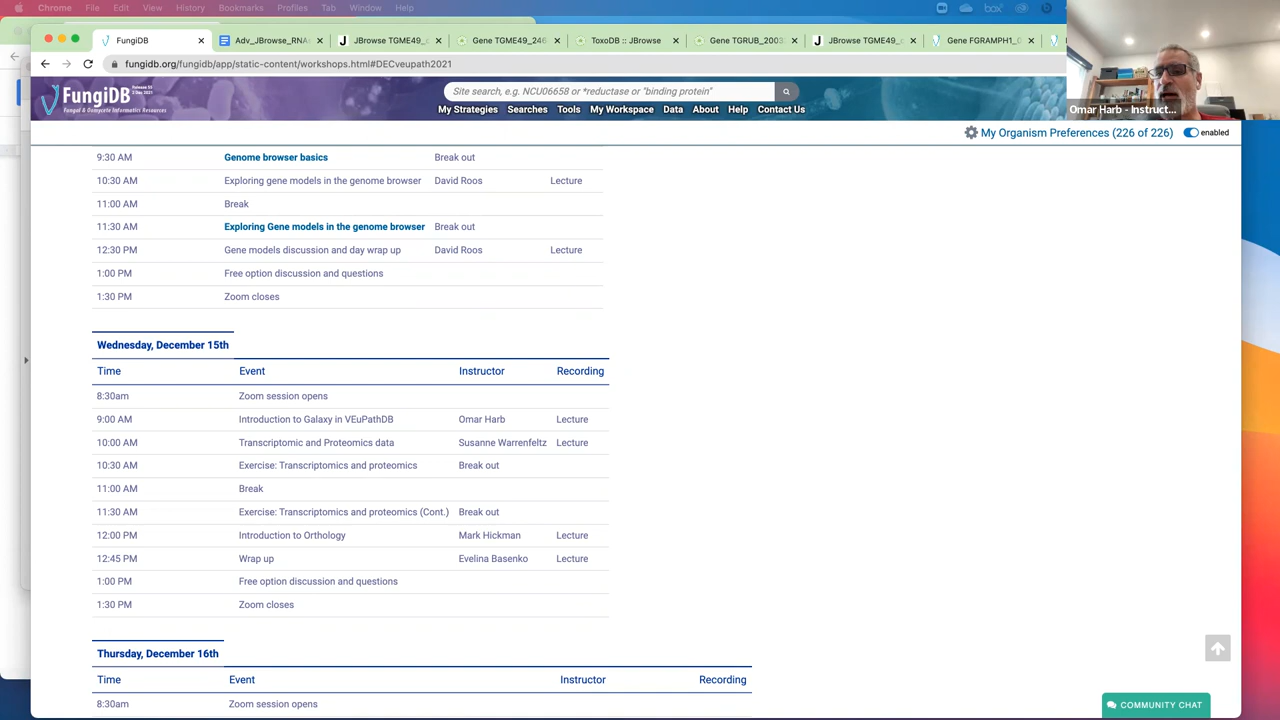 Chrome File Edit View History Bookmarks Profiles Tab Window Help
box
FungiDB
Adv_JBrowse_RNA
JBrowse TGME49_c
Gene TGME49_246
ToxoDB :: JBrowse
Gene TGRUB_2003
JBrowse TGME49_c
Gene FGRAMPH1_0
fungidb.org/fungidb/app/static-content/workshops.html#DECveupath2021
FungiDB
Fungal & Oomycete Informatics Resources
Site search, e.g. NCU06658 or *reductase or "binding protein"
My Strategies Searches Tools My Workspace Data About Help Contact Us
Omar Harb - Instruct...
My Organism Preferences (226 of 226) enabled
9:30 AM Genome browser basics Break out
10:30 AM Exploring gene models in the genome browser David Roos Lecture
11:00 AM Break
11:30 AM Exploring Gene models in the genome browser Break out
12:30 PM Gene models discussion and day wrap up David Roos Lecture
1:00 PM Free option discussion and questions
1:30 PM Zoom closes
Wednesday, December 15th
Time Event Instructor Recording
8:30am Zoom session opens
9:00 AM Introduction to Galaxy in VEuPathDB Omar Harb Lecture
10:00 AM Transcriptomic and Proteomics data Susanne Warrenfeltz Lecture
10:30 AM Exercise: Transcriptomics and proteomics Break out
11:00 AM Break
11:30 AM Exercise: Transcriptomics and proteomics (Cont.) Break out
12:00 PM Introduction to Orthology Mark Hickman Lecture
12:45 PM Wrap up Evelina Basenko Lecture
1:00 PM Free option discussion and questions
1:30 PM Zoom closes
Thursday, December 16th
Time Event Instructor Recording
8:30am Zoom session opens
COMMUNITY CHAT